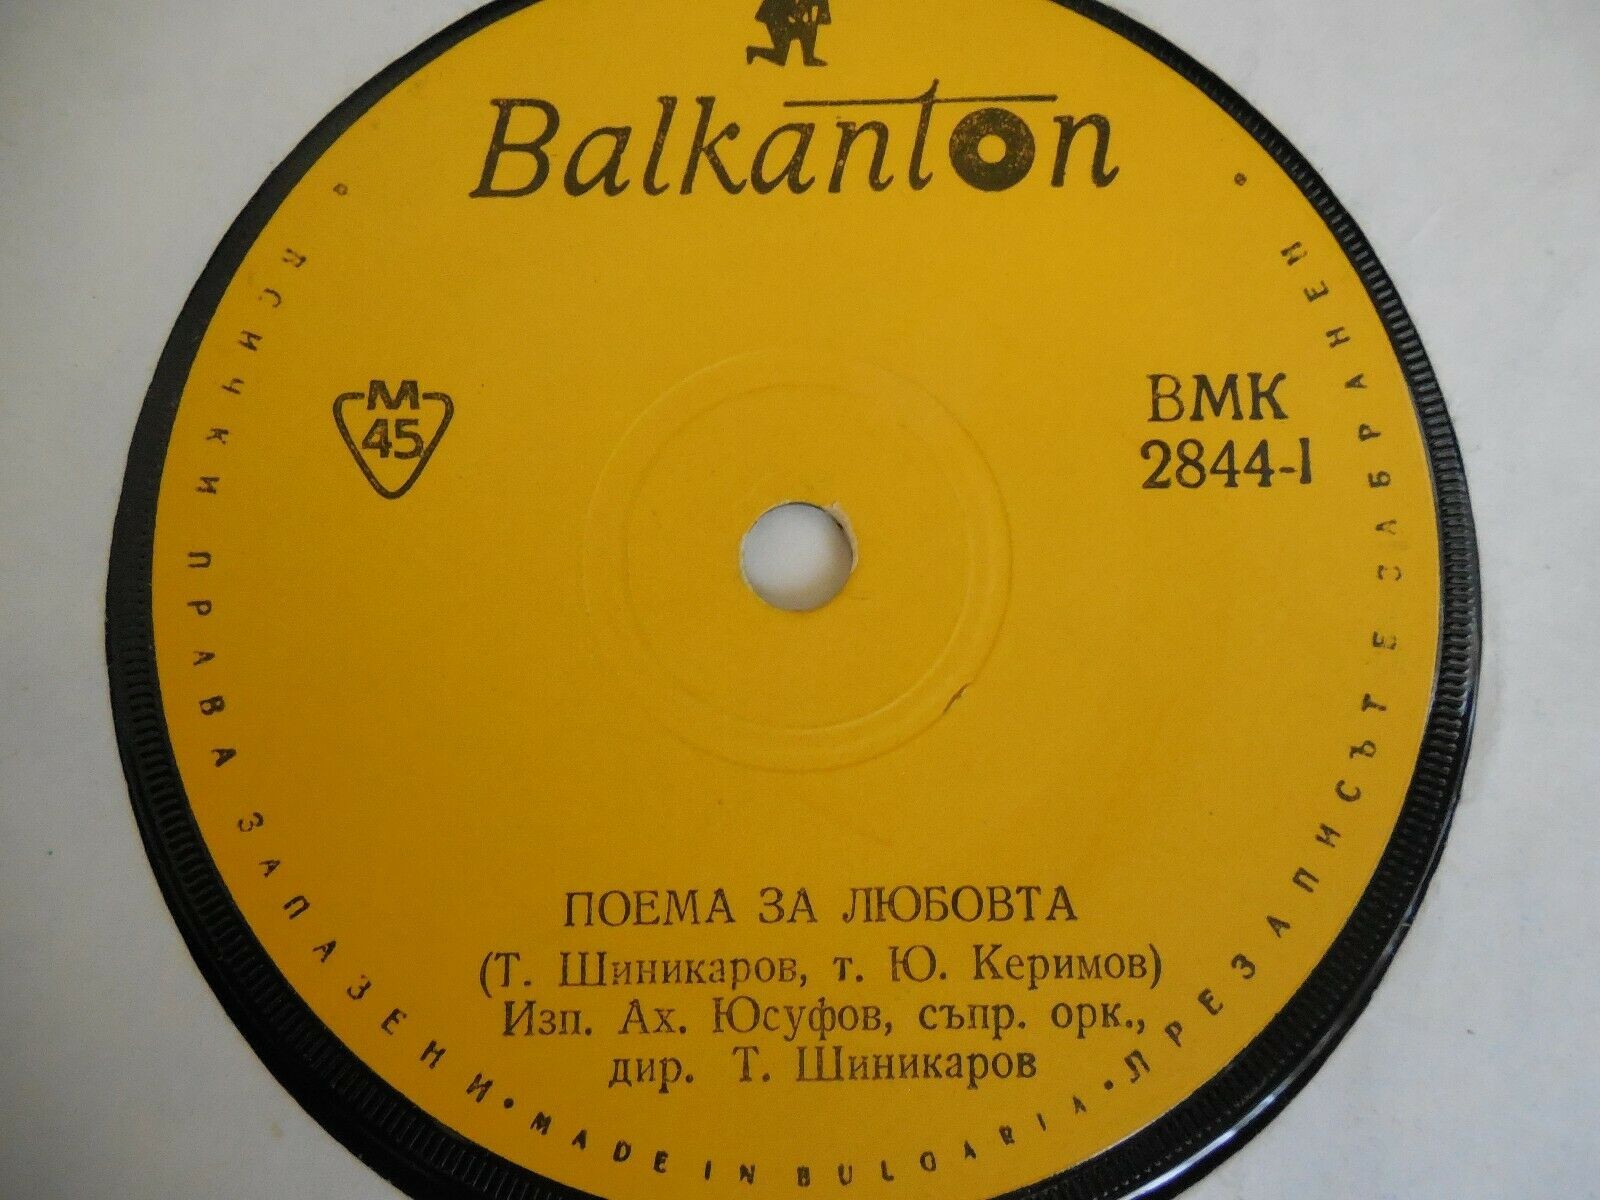 Balkanton
М
45
ВМК
2844-I
ПОЕМА ЗА ЛЮБОВТА
(Т. Шиникаров, т. Ю. Керимов)
Изп. Ах. Юсуфов, съпр. орк.,
дир. Т. Шиникаров
ВСИЧКИ ПРАВА ЗАПАЗЕНИ • MADE IN BULGARIA • ПРЕЗАПИСЪТ Е ЗАБРАНЕН